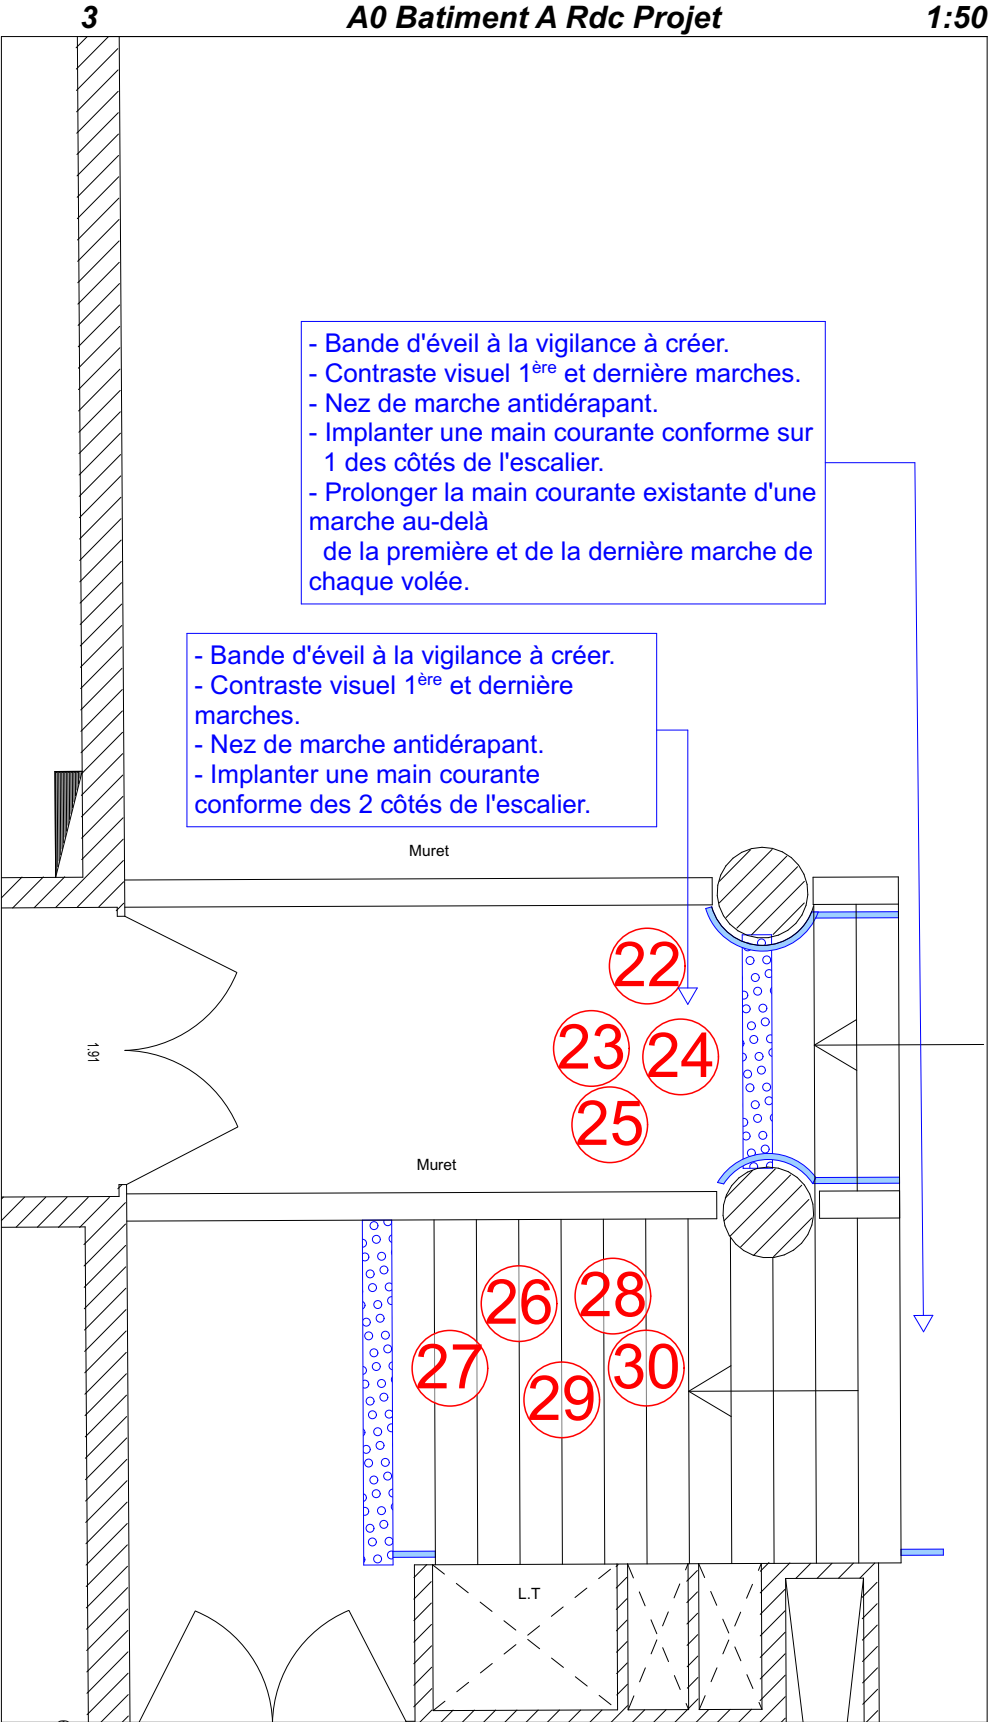 3 A0 Batiment A Rdc Projet 1:50
- Bande d'éveil à la vigilance à créer.
- Contraste visuel 1ère et dernière marches.
- Nez de marche antidérapant.
- Implanter une main courante conforme sur
1 des côtés de l'escalier.
- Prolonger la main courante existante d'une
marche au-delà
de la première et de la dernière marche de
chaque volée.
- Bande d'éveil à la vigilance à créer.
- Contraste visuel 1ère et dernière
marches.
- Nez de marche antidérapant.
- Implanter une main courante
conforme des 2 côtés de l'escalier.
Muret
22
23
24
1.91
25
Muret
26
28
27
30
29
L.T